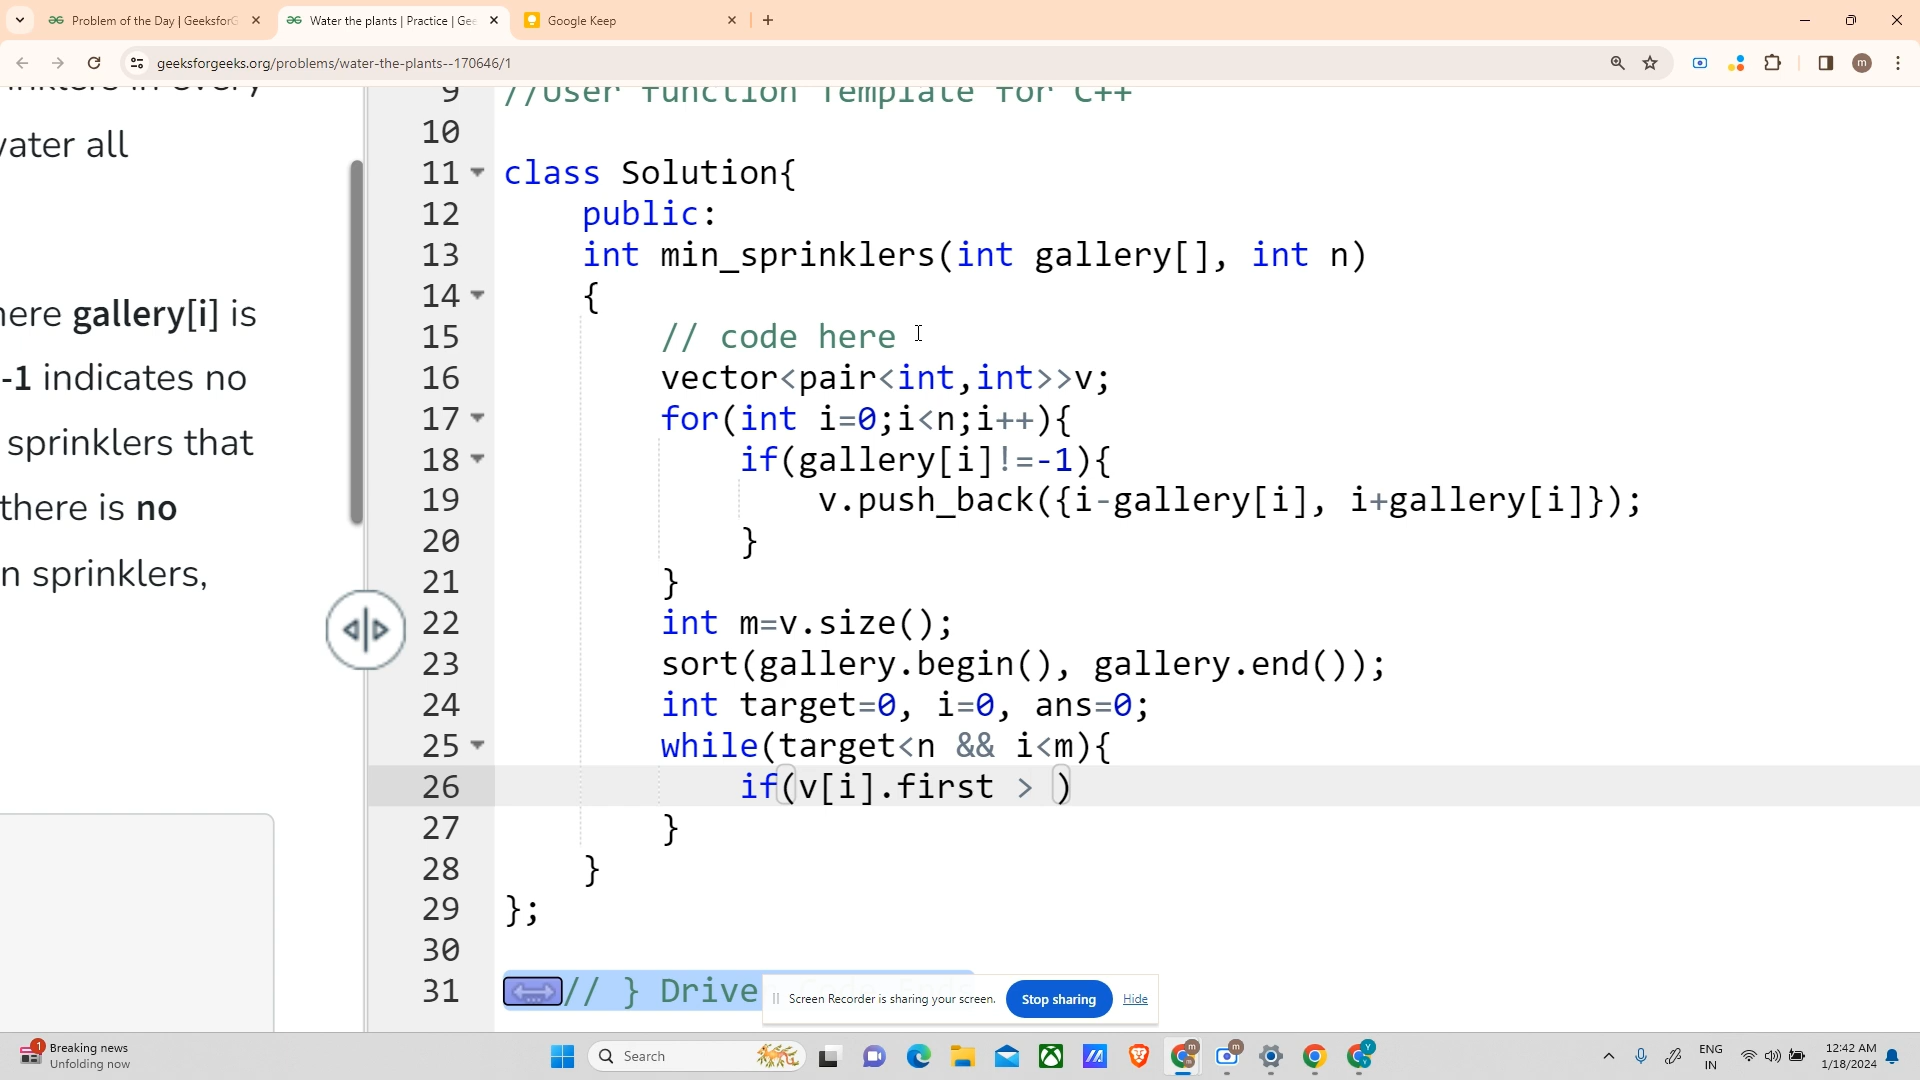 Problem of the Day | GeeksforG
Water the plants | Practice | Gee
Google Keep
geeksforgeeks.org/problems/water-the-plants--170646/1
m
nklers in every
vater all
here gallery[i] is
-1 indicates no
sprinklers that
there is no
n sprinklers,
9 //User function Template for C++
10
11 class Solution{
12 public:
13 int min_sprinklers(int gallery[], int n)
14 {
15 // code here
16 vector<pair<int,int>>v;
17 for(int i=0;i<n;i++){
18 if(gallery[i]!=-1){
19 v.push_back({i-gallery[i], i+gallery[i]});
20 }
21 }
22 int m=v.size();
23 sort(gallery.begin(), gallery.end());
24 int target=0, i=0, ans=0;
25 while(target<n && i<m){
26 if(v[i].first > )
27 }
28 }
29 };
30
31 // } Drive
Screen Recorder is sharing your screen.
Stop sharing
Hide
1
Breaking news
Unfolding now
Search
m
m
Y
ENG
IN
12:42 AM
1/18/2024